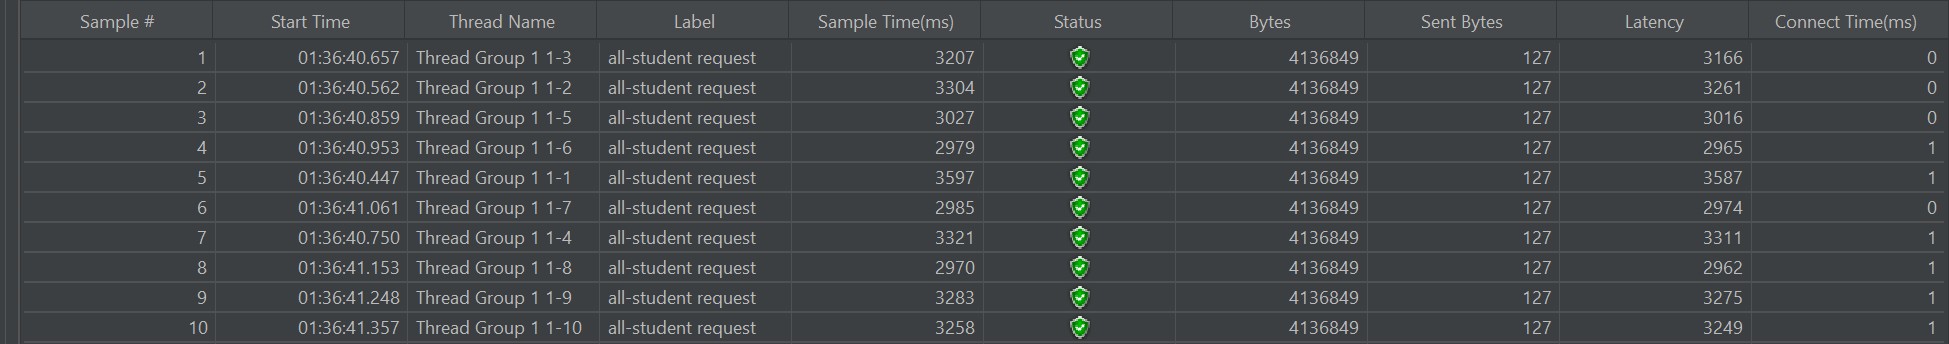 Sample # Start Time Thread Name Label Sample Time(ms) Status Bytes Sent Bytes Latency Connect Time(ms)
1 01:36:40.657 Thread Group 1 1-3 all-student request 3207 4136849 127 3166 0
2 01:36:40.562 Thread Group 1 1-2 all-student request 3304 4136849 127 3261 0
3 01:36:40.859 Thread Group 1 1-5 all-student request 3027 4136849 127 3016 0
4 01:36:40.953 Thread Group 1 1-6 all-student request 2979 4136849 127 2965 1
5 01:36:40.447 Thread Group 1 1-1 all-student request 3597 4136849 127 3587 1
6 01:36:41.061 Thread Group 1 1-7 all-student request 2985 4136849 127 2974 0
7 01:36:40.750 Thread Group 1 1-4 all-student request 3321 4136849 127 3311 1
8 01:36:41.153 Thread Group 1 1-8 all-student request 2970 4136849 127 2962 1
9 01:36:41.248 Thread Group 1 1-9 all-student request 3283 4136849 127 3275 1
10 01:36:41.357 Thread Group 1 1-10 all-student request 3258 4136849 127 3249 1